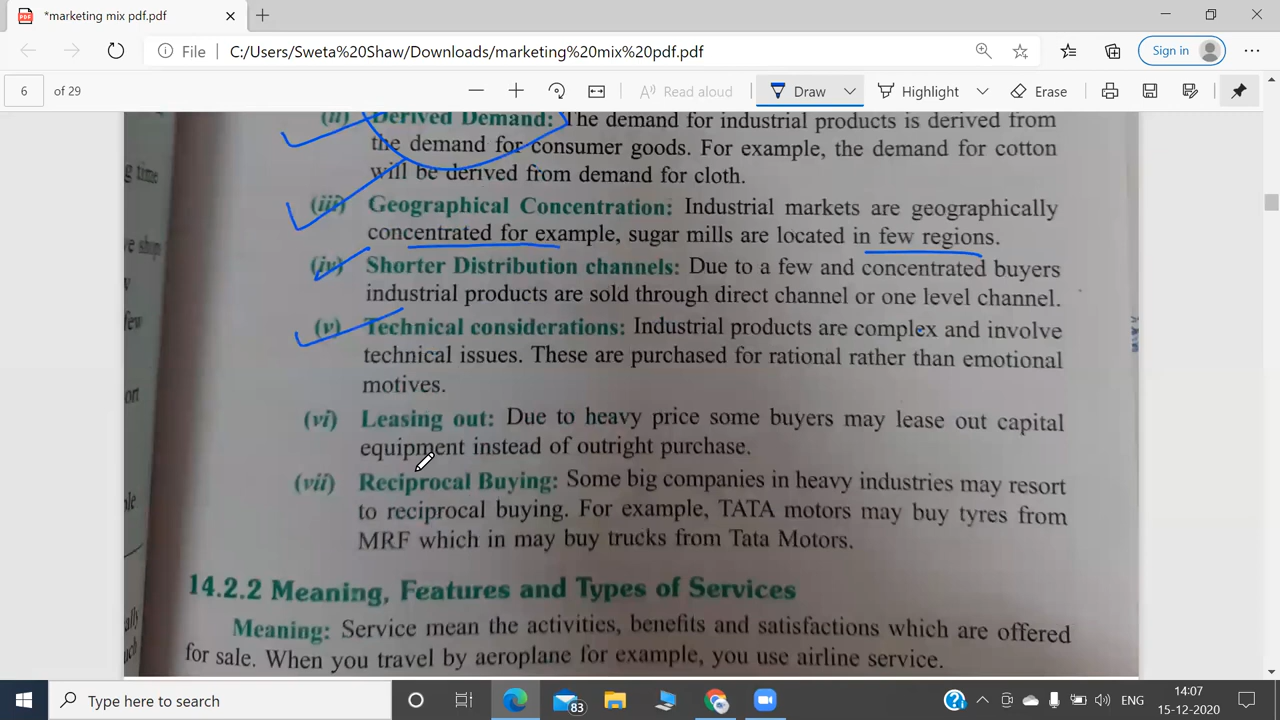 *marketing mix pdf.pdf
File
C:/Users/Sweta%20Shaw/Downloads/marketing%20mix%20pdf.pdf
Sign in
6 of 29
Read aloud
Draw
Highlight
Erase
(ii) Derived Demand: The demand for industrial products is derived from
the demand for consumer goods. For example, the demand for cotton
will be derived from demand for cloth.
(iii) Geographical Concentration: Industrial markets are geographically
concentrated for example, sugar mills are located in few regions.
(iv) Shorter Distribution channels: Due to a few and concentrated buyers
industrial products are sold through direct channel or one level channel.
(v) Technical considerations: Industrial products are complex and involve
technical issues. These are purchased for rational rather than emotional
motives.
(vi) Leasing out: Due to heavy price some buyers may lease out capital
equipment instead of outright purchase.
(vii) Reciprocal Buying: Some big companies in heavy industries may resort
to reciprocal buying. For example, TATA motors may buy tyres from
MRF which in may buy trucks from Tata Motors.
14.2.2 Meaning, Features and Types of Services
Meaning: Service mean the activities, benefits and satisfactions which are offered
for sale. When you travel by aeroplane for example, you use airline service.
g time
few
Type here to search
83
ENG
14:07
15-12-2020